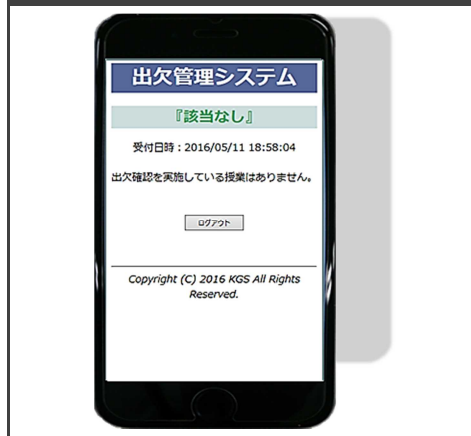 出欠管理システム
『該当なし』
受付日時：2016/05/11 18:58:04
出欠確認を実施している授業はありません。
ログアウト
Copyright (C) 2016 KGS All Rights
Reserved.